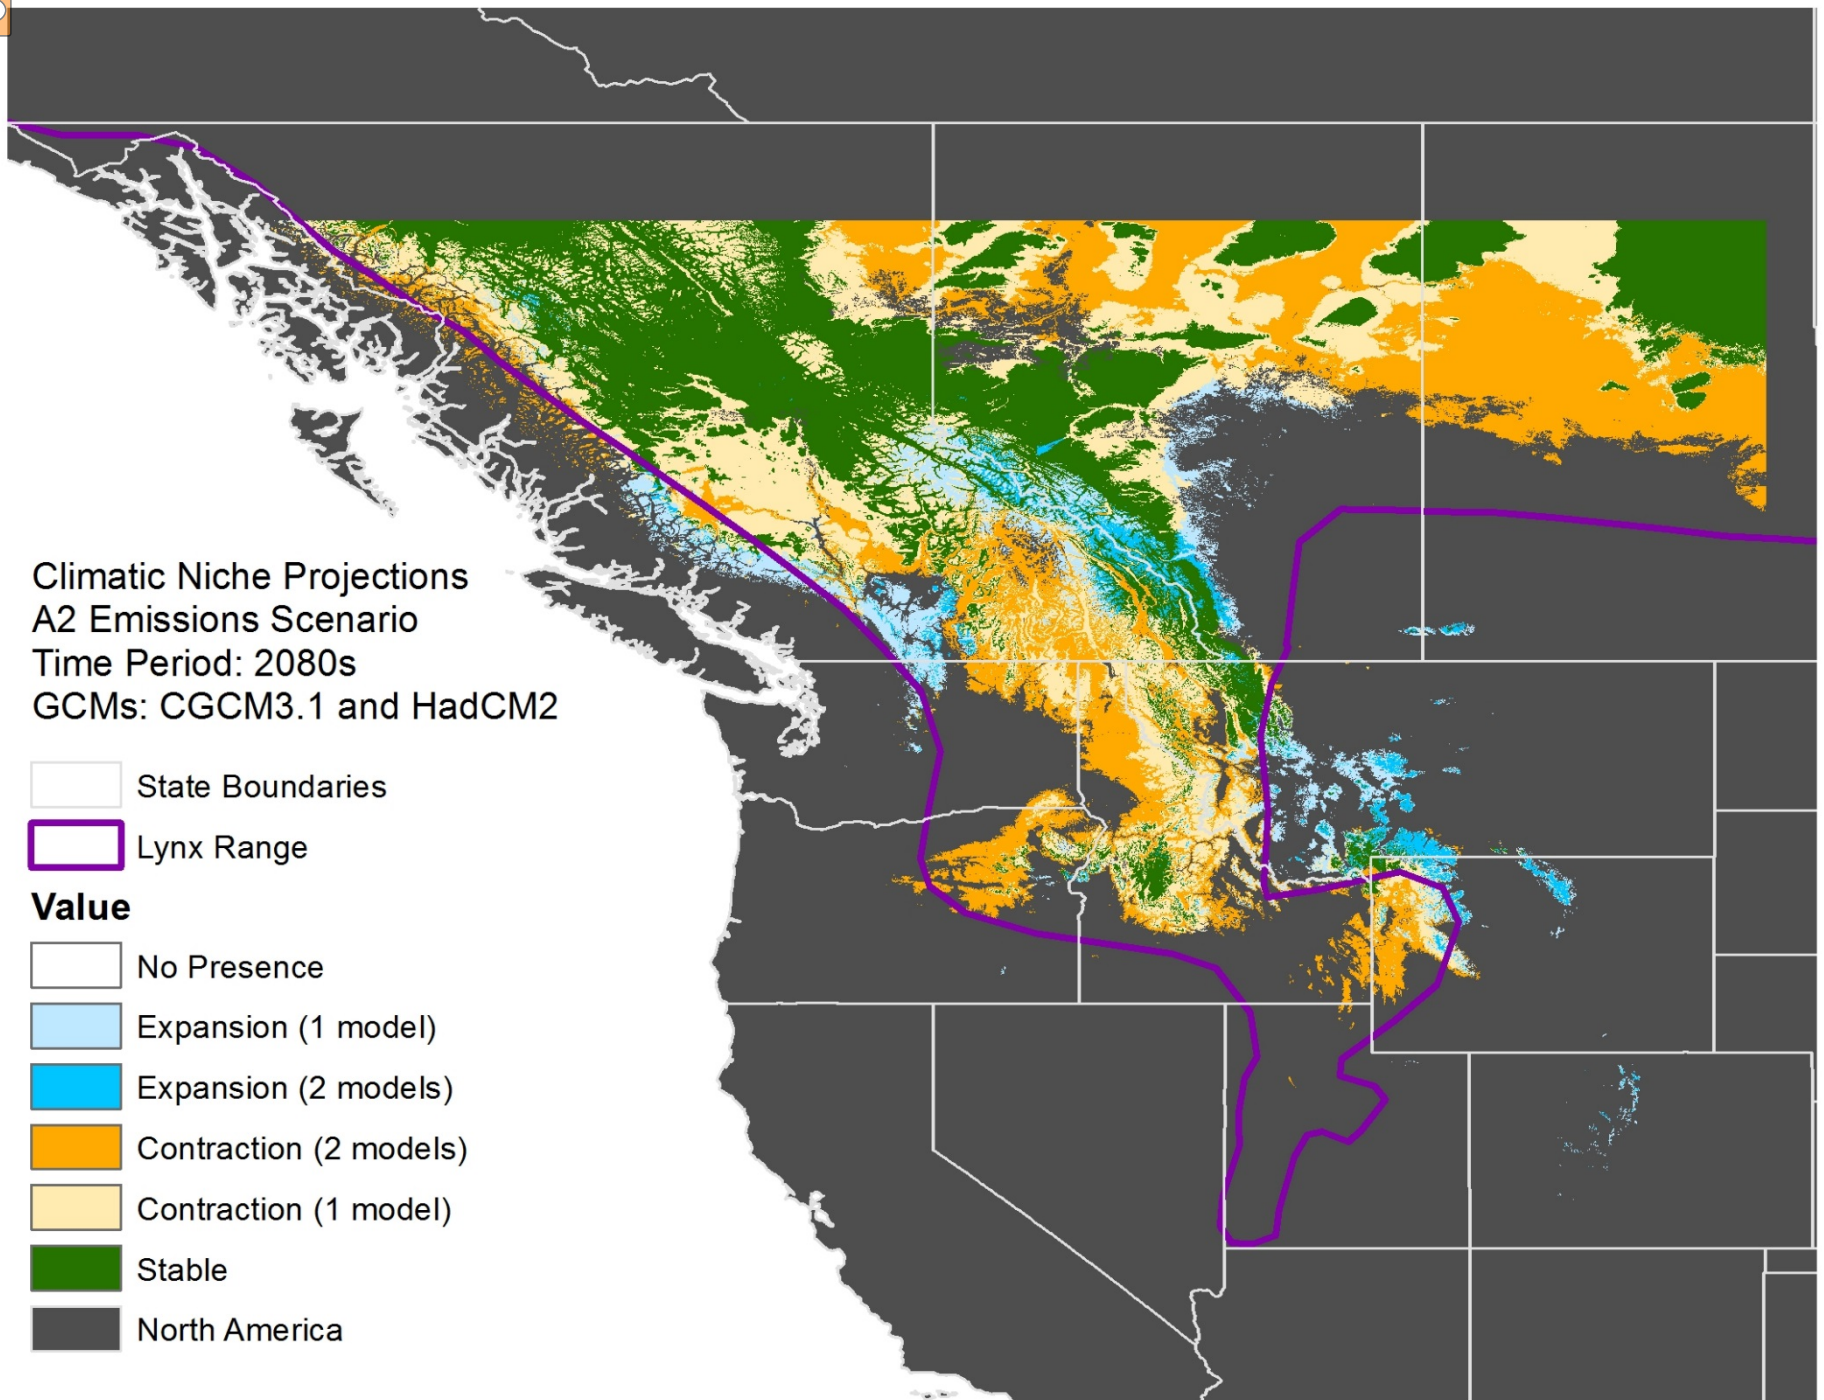 Climatic Niche Projections
A2 Emissions Scenario
Time Period: 2080s
GCMs: CGCM3.1 and HadCM2
State Boundaries
Lynx Range
Value
No Presence
Expansion (1 model)
Expansion (2 models)
Contraction (2 models)
Contraction (1 model)
Stable
North America